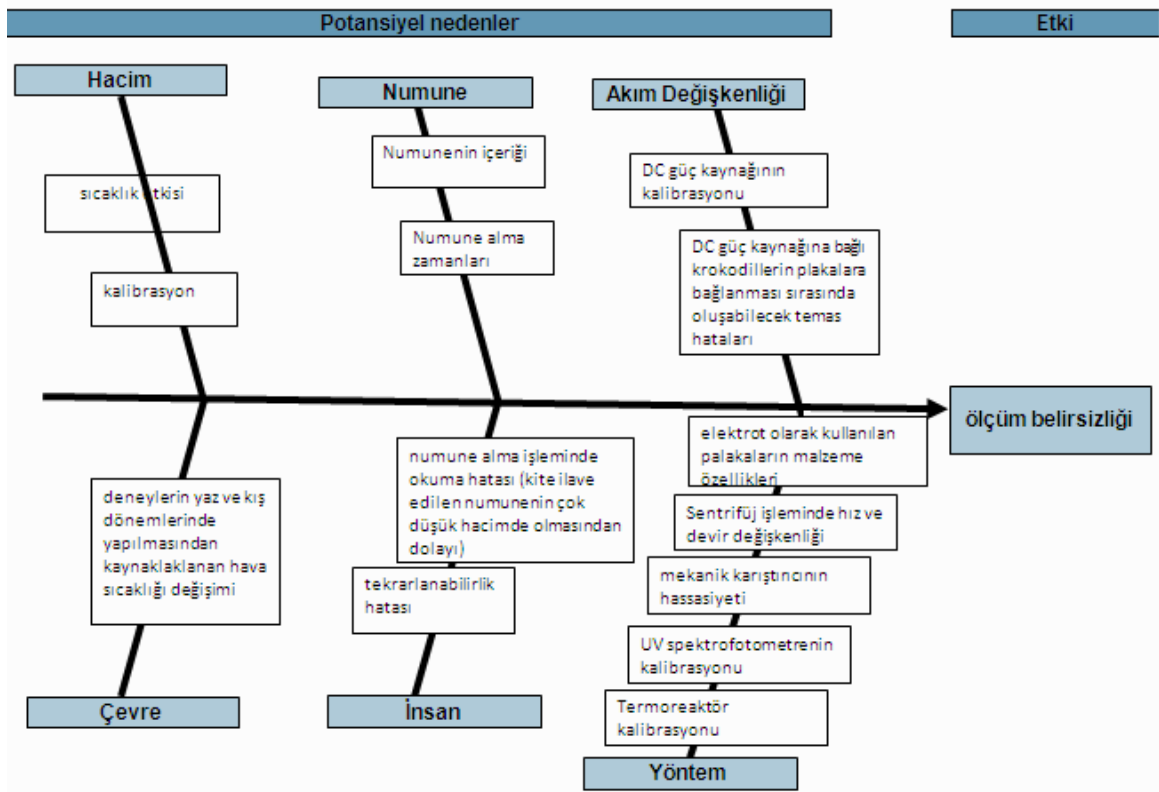 Potansiyel nedenler
Etki
Hacim
Numune
Akım Değişkenliği
sıcaklık etkisi
kalibrasyon
Numunenin içeriği
Numune alma
zamanları
DC güç kaynağının
kalibrasyonu
DC güç kaynağına bağlı
krokodillerin plakalara
bağlanması sırasında
oluşabilecek temas
hataları
ölçüm belirsizliği
deneylerin yaz ve kış
dönemlerinde
yapılmasından
kaynaklaklanan hava
sıcaklığı değişimi
numune alma işleminde
okuma hatası (kite ilave
edilen numunenin çok
düşük hacimde olmasından
dolayı)
tekrarlanabilirlik
hatası
elektrot olarak kullanılan
palakaların malzeme
özellikleri
Sentrifüj işleminde hız ve
devir değişkenliği
mekanik karıştırıcının
hassasiyeti
UV spektrofotometrenin
kalibrasyonu
Termoreaktör
kalibrasyonu
Çevre
İnsan
Yöntem